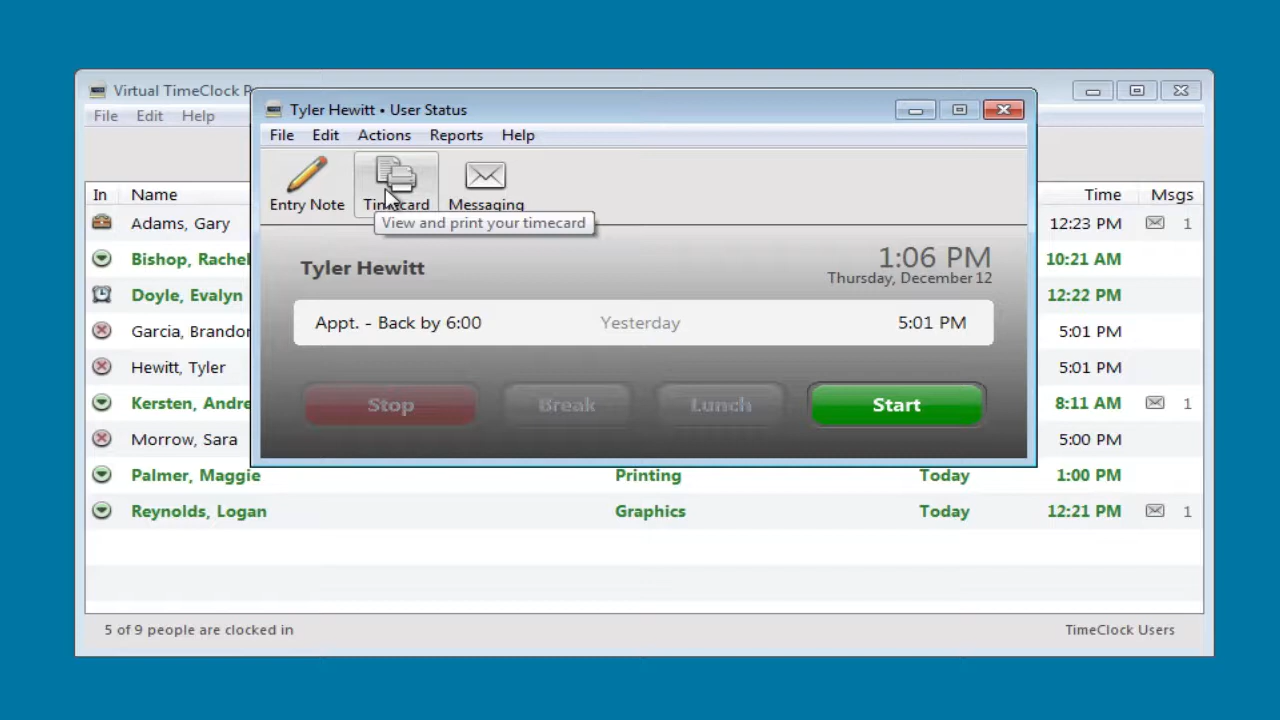 Virtual TimeClock
File Edit Help
Tyler Hewitt • User Status
File Edit Actions Reports Help
Entry Note Timecard Messaging
View and print your timecard
Tyler Hewitt
1:06 PM
Thursday, December 12
Appt. - Back by 6:00 Yesterday 5:01 PM
Stop Break Lunch Start
In Name Time Msgs
Adams, Gary 12:23 PM 1
Bishop, Rachel 10:21 AM
Doyle, Evalyn 12:22 PM
Garcia, 5:01 PM
Hewitt, Tyler 5:01 PM
Kersten, 8:11 AM 1
Morrow, Sara 5:00 PM
Palmer, Maggie Printing Today 1:00 PM
Reynolds, Logan Graphics Today 12:21 PM 1
5 of 9 people are clocked in TimeClock Users